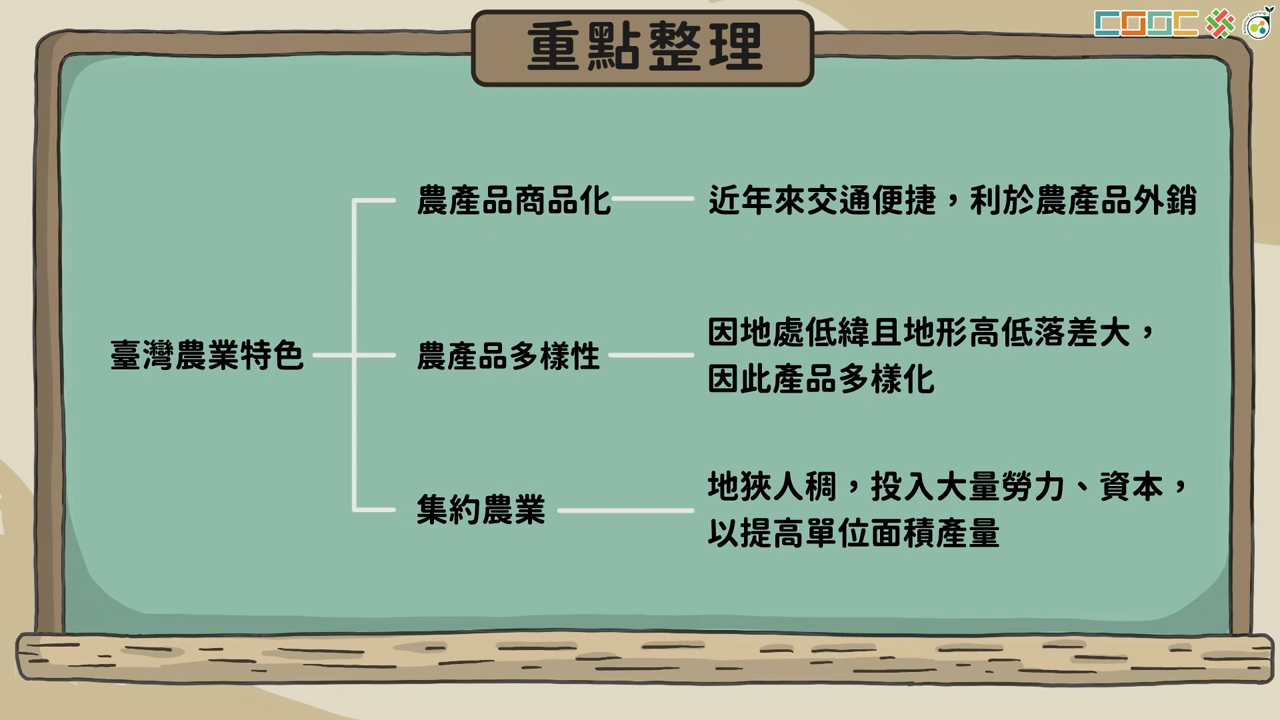 重點整理
COOC
農產品商品化
近年來交通便捷，利於農產品外銷
臺灣農業特色
農產品多樣性
因地處低緯且地形高低落差大，
因此產品多樣化
集約農業
地狹人稠，投入大量勞力、資本，
以提高單位面積產量